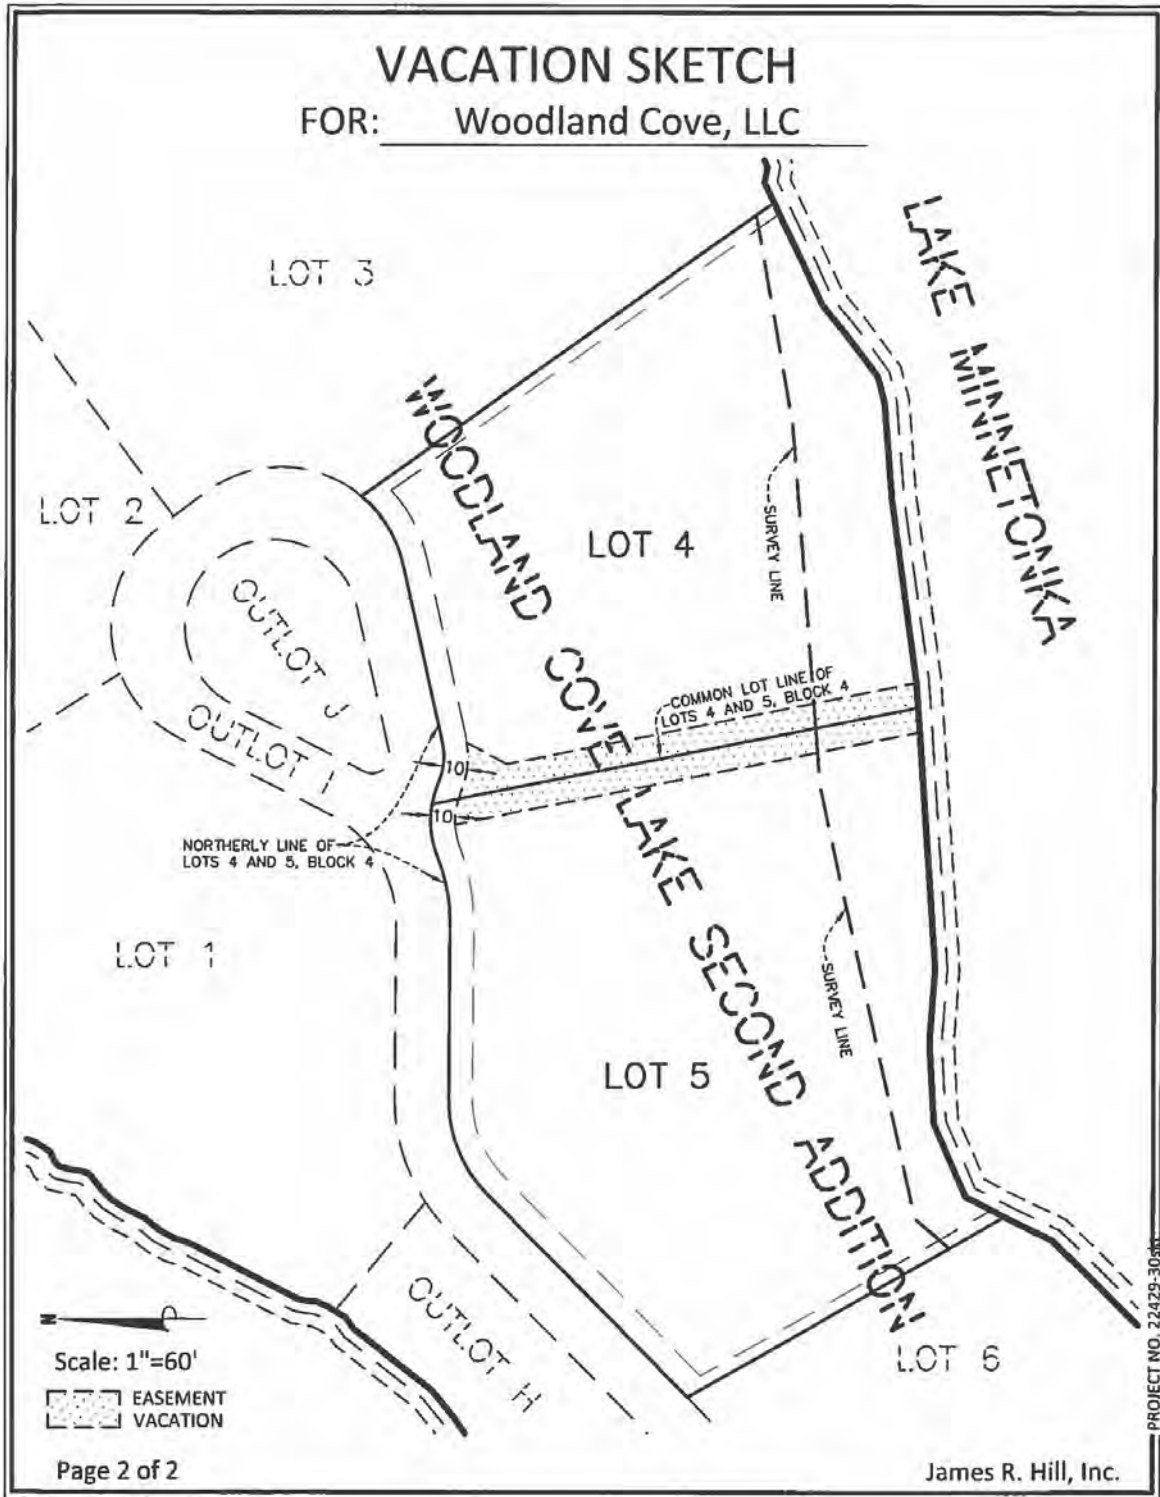 VACATION SKETCH
FOR: Woodland Cove, LLC
LAKE MINNETONKA
LOT 3
WOODLAND COVE LAKE SECOND ADDITION
LOT 2
LOT 4
SURVEY LINE
OUTLOT J
OUTLOT I
COMMON LOT LINE OF
LOTS 4 AND 5, BLOCK 4
10
10
NORTHERLY LINE OF
LOTS 4 AND 5, BLOCK 4
LOT 1
SURVEY LINE
LOT 5
OUTLOT H
LOT 6
N
Scale: 1"=60'
EASEMENT
VACATION
Page 2 of 2
James R. Hill, Inc.
PROJECT NO.